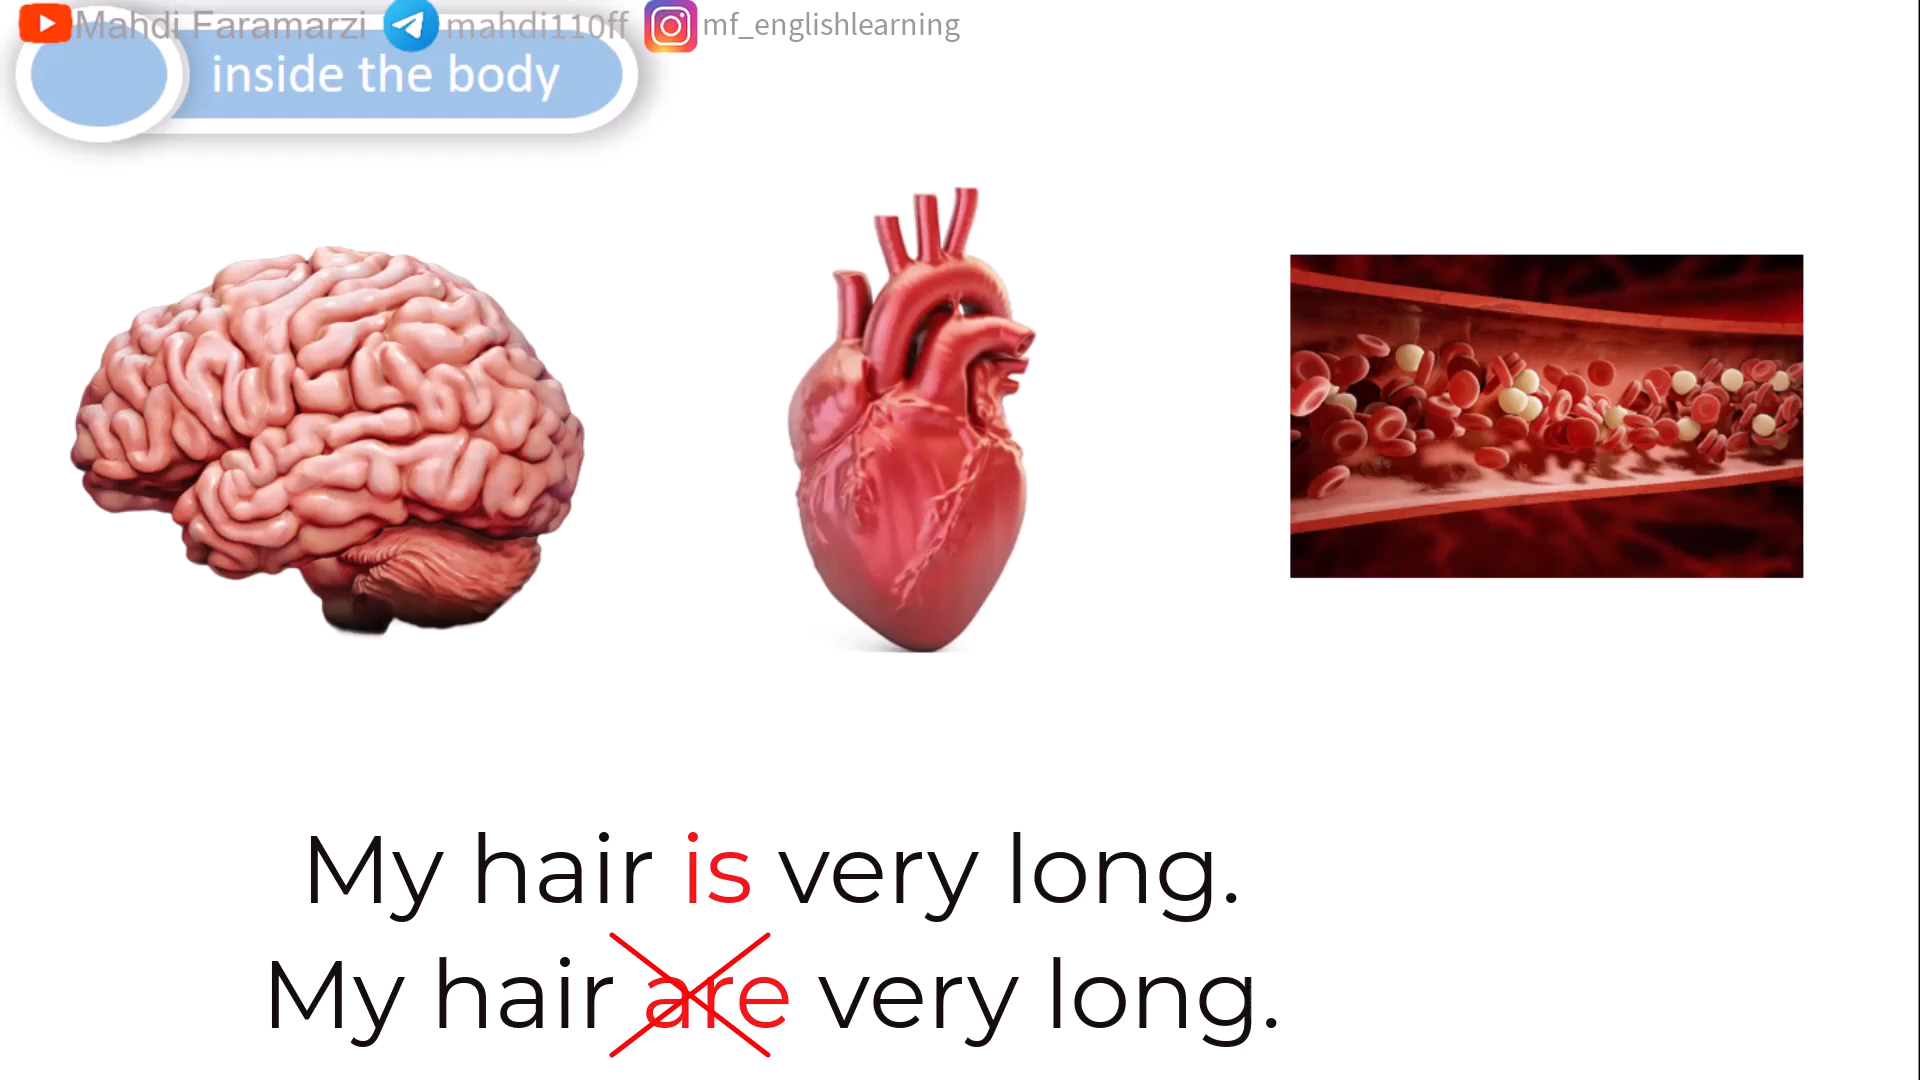 Mahdi Faramarzi mahdi110ff mf_englishlearning
inside the body
My hair is very long.
My hair are very long.